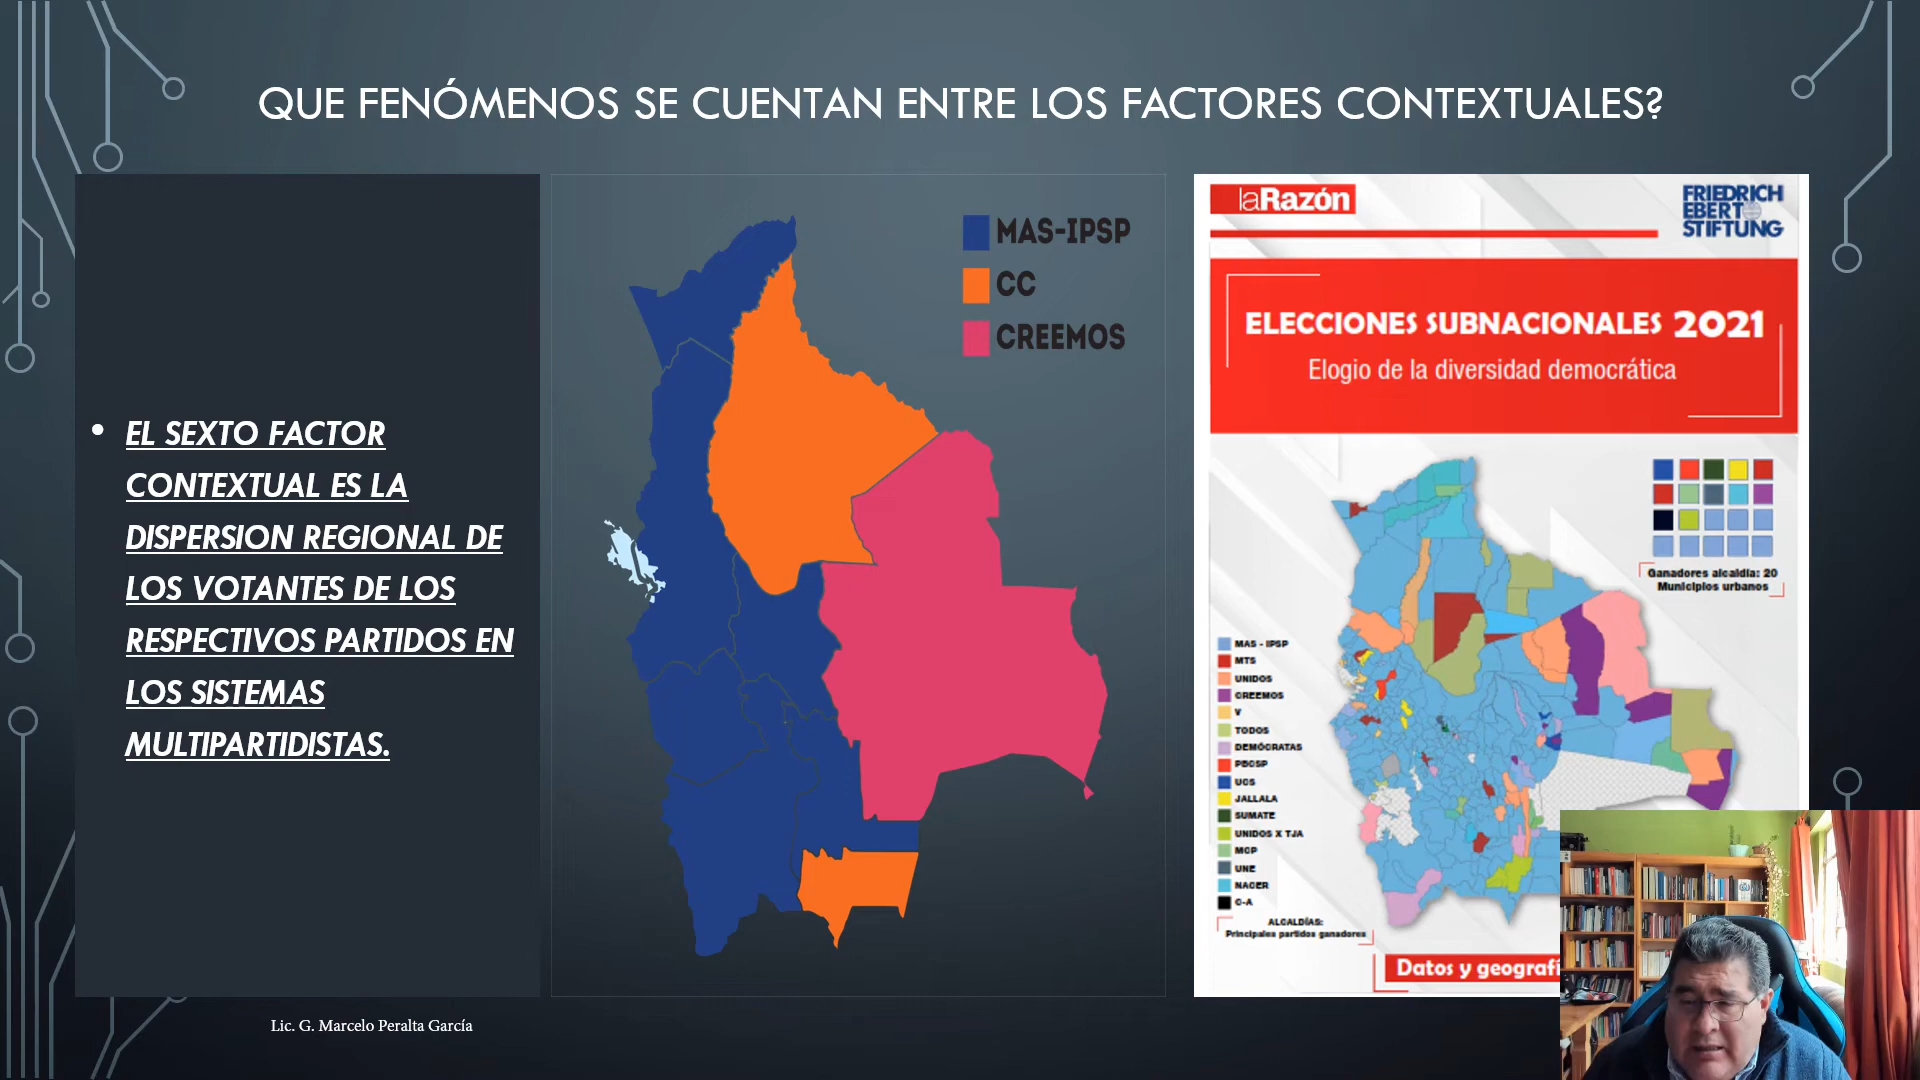 QUE FENÓMENOS SE CUENTAN ENTRE LOS FACTORES CONTEXTUALES?
• EL SEXTO FACTOR
CONTEXTUAL ES LA
DISPERSION REGIONAL DE
LOS VOTANTES DE LOS
RESPECTIVOS PARTIDOS EN
LOS SISTEMAS
MULTIPARTIDISTAS.
MAS-IPSP
CC
CREEMOS
laRazón
FRIEDRICH
EBERT
STIFTUNG
ELECCIONES SUBNACIONALES 2021
Elogio de la diversidad democrática
Ganadores alcaldía: 20
Municipios urbanos
MAS - IPSP
MTS
UNIDOS
CREEMOS
V
TODOS
DEMÓCRATAS
PBCSP
UCS
JALLALA
SUMATE
UNIDOS X TJA
MCP
UNE
NACER
C-A
ALCALDÍAS:
Principales partidos ganadores
Datos y geografí
Lic. G. Marcelo Peralta García